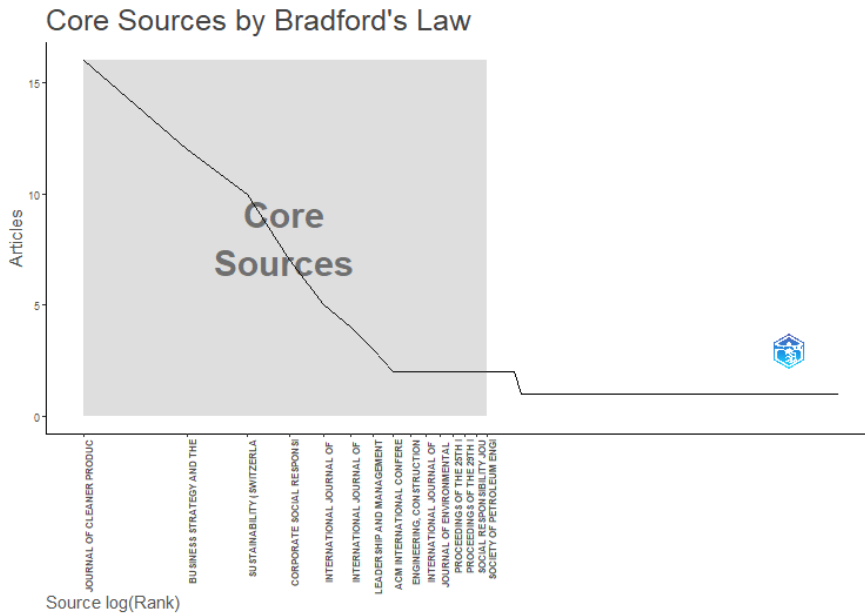 Core Sources by Bradford's Law
Articles
15
10
5
0
Core
Sources
JOURNAL OF CLEANER PRODUC
BUSINESS STRATEGY AND THE
SUSTAINABILITY (SWITZERLA
CORPORATE SOCIAL RESPONSI
INTERNATIONAL JOURNAL OF
INTERNATIONAL JOURNAL OF
LEADERSHIP AND MANAGEMENT
ACM INTERNATIONAL CONFERE
ENGINEERING, CONSTRUCTION
INTERNATIONAL JOURNAL OF
JOURNAL OF ENVIRONMENTAL
PROCEEDINGS OF THE 25TH I
PROCEEDINGS OF THE 29TH I
SOCIAL RESPONSIBILITY JOU
SOCIETY OF PETROLEUM ENGI
Source log(Rank)